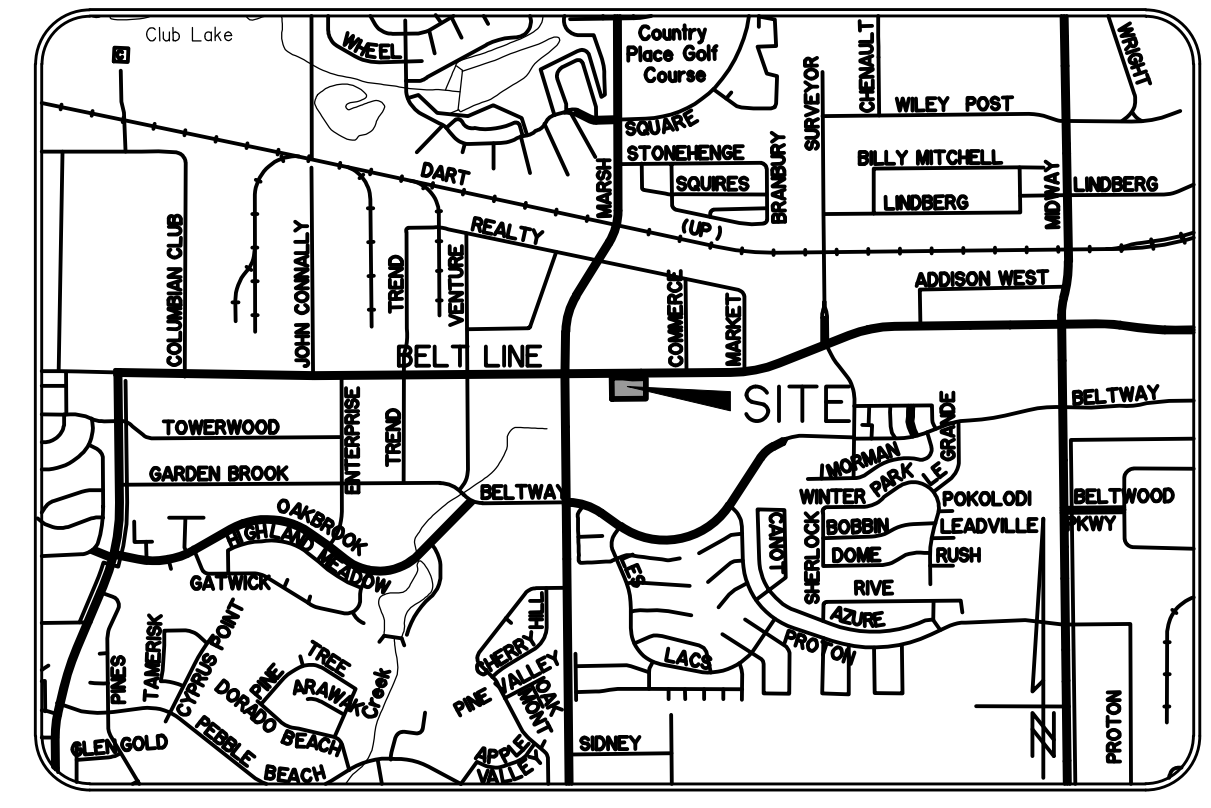 Club Lake
WHEEL
Country
Place Golf
Course
CHENAULT
WRIGHT
WILEY POST
SURVEYOR
SQUARE
STONEHENGE
SQUIRES
BRANBURY
BILLY MITCHELL
LINDBERG
LINDBERG
MIDWAY
MARSH
DART
(UP)
REALTY
COLUMBIAN CLUB
JOHN CONNALLY
TREND
VENTURE
COMMERCE
MARKET
ADDISON WEST
BELT LINE
SITE
BELTWAY
TOWERWOOD
ENTERPRISE
TREND
GARDEN BROOK
BELTWAY
LE GRANDE
MORMAN
PARK
WINTER
POKOLODI
BELTWOOD
PKWY
BOBBIN
LEADVILLE
DOME
RUSH
SHERLOCK
CANOT
RIVE
AZURE
PROTON
OAKBROOK
HIGHLAND MEADOW
GATWICK
LES
LACS
CHERRY HILL
PINE VALLEY
OAK
MONT
APPLE
VALLEY
PINES
TAMERISK
CYPRUS POINT
PINE
TREE
ARAWAK
Creek
DORADO BEACH
PEBBLE
BEACH
GLENGOLD
SIDNEY
PROTON
N